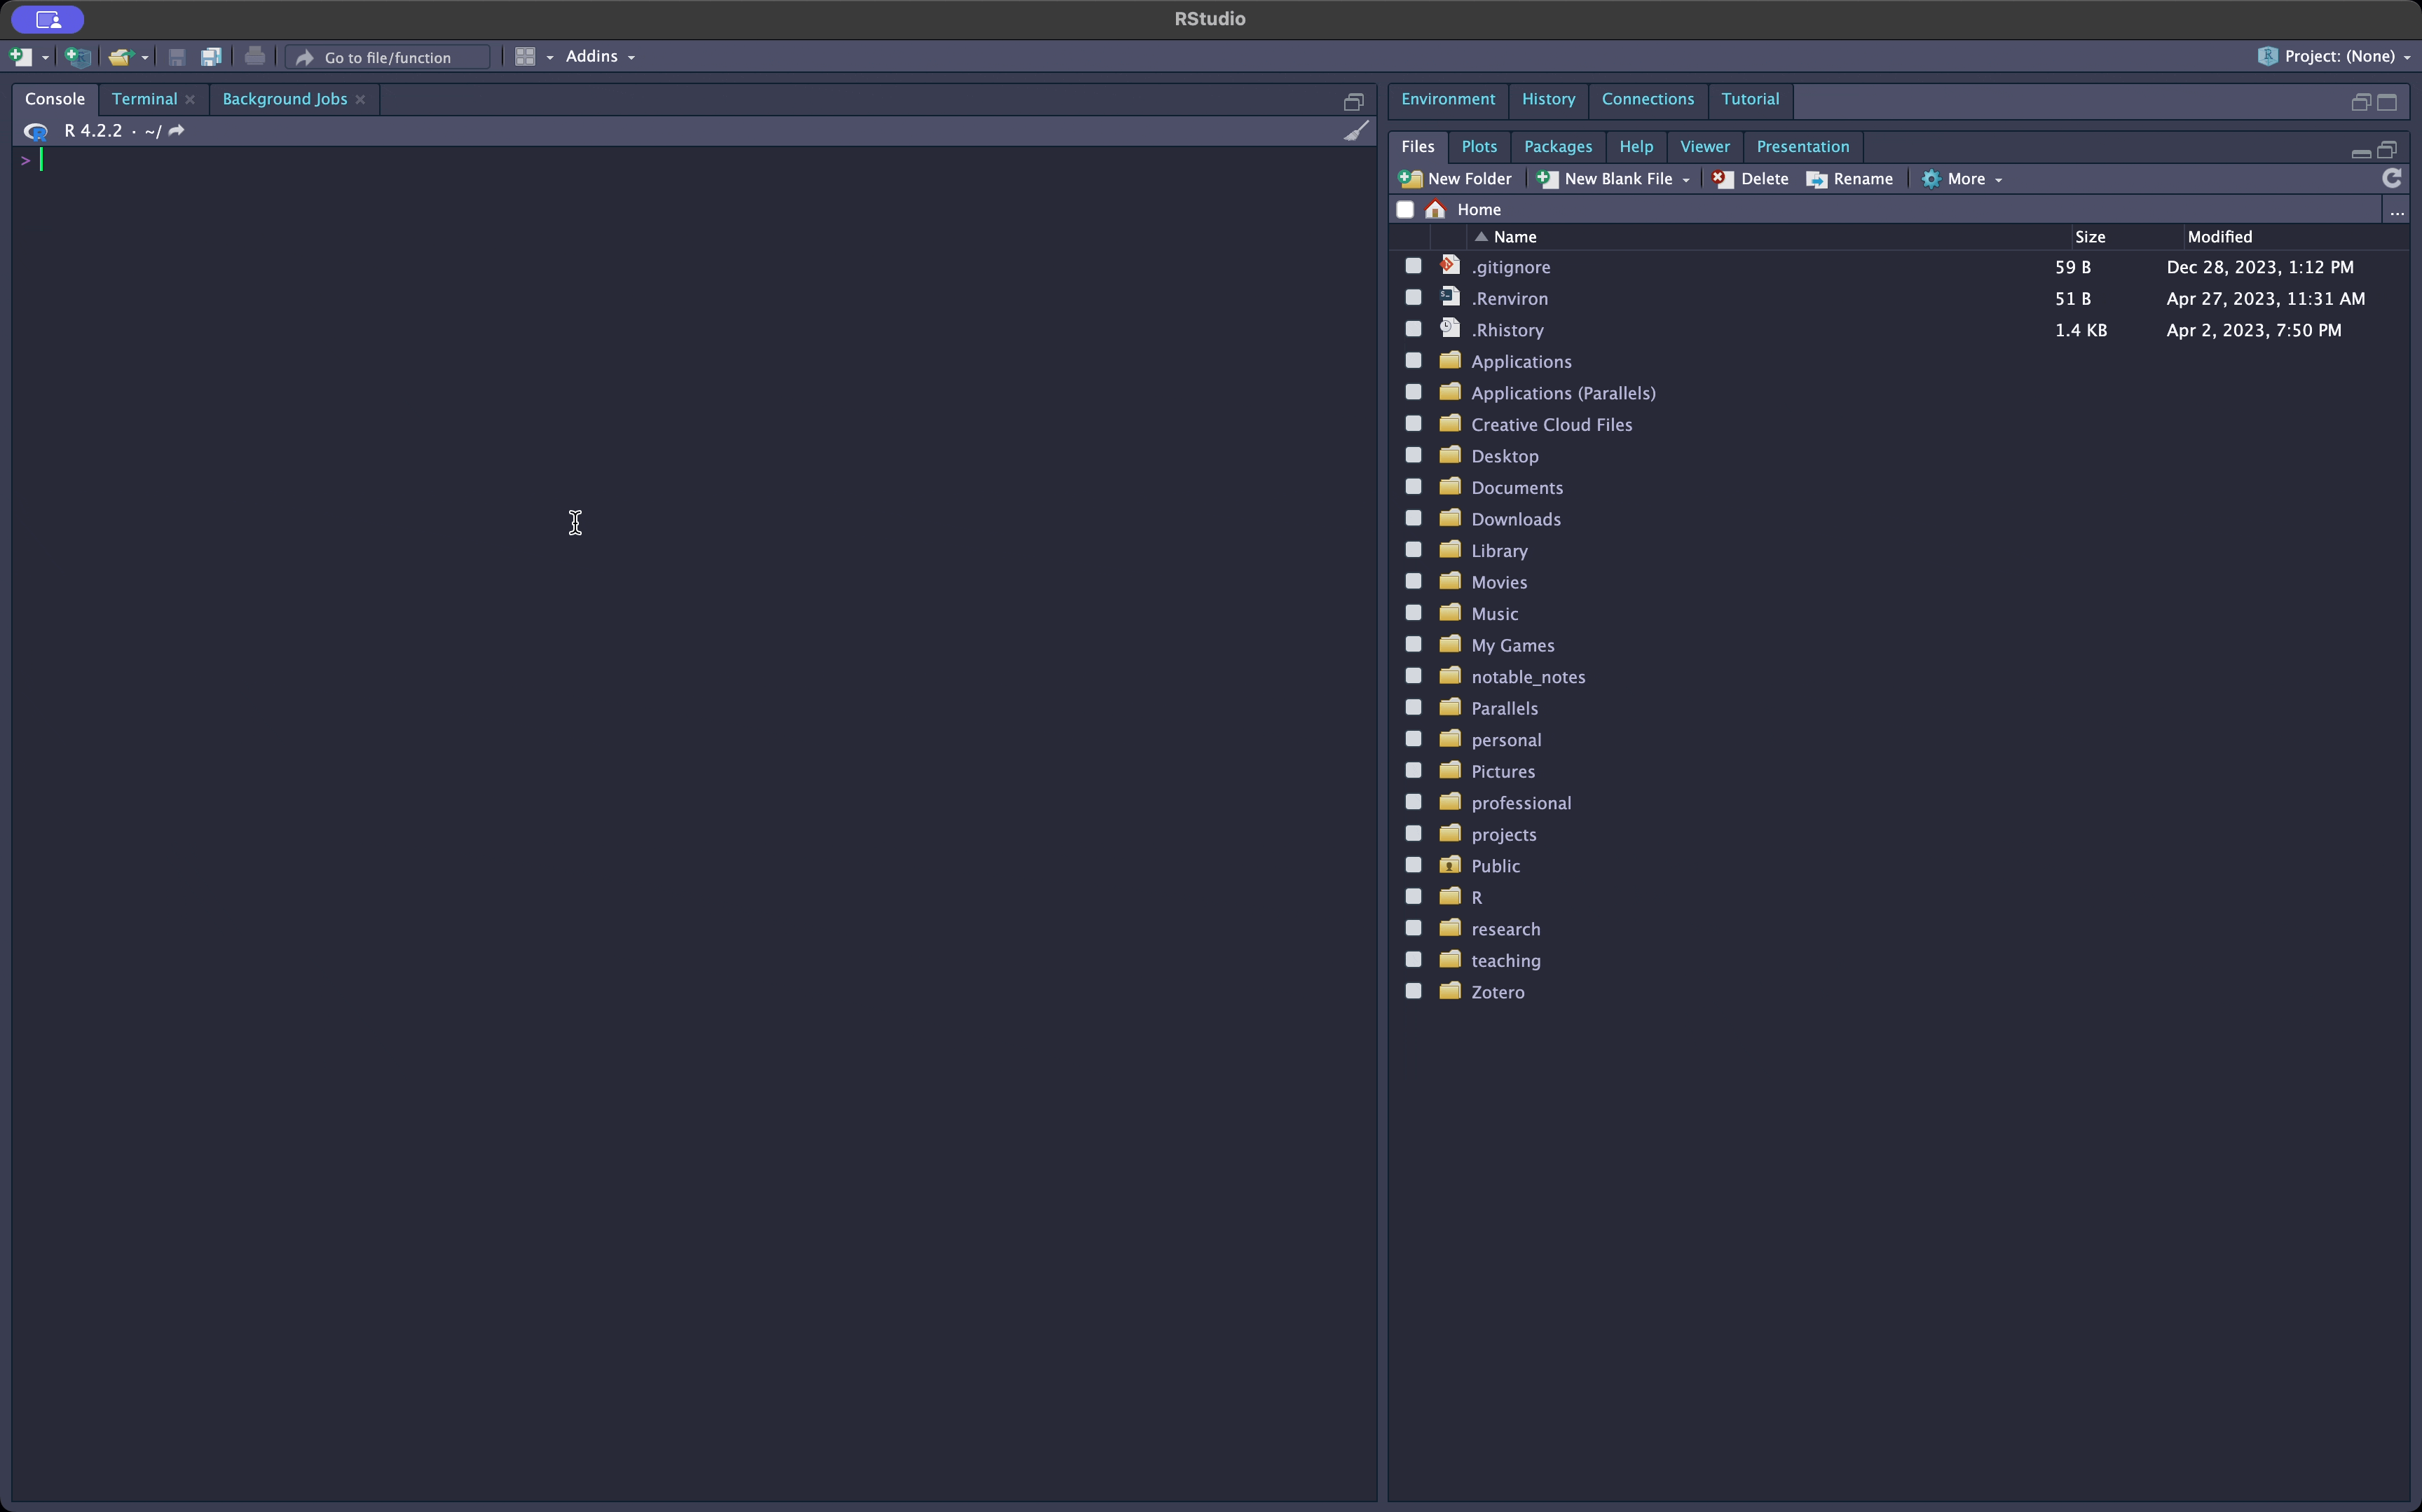 RStudio
Go to file/function
Addins
Project: (None)
Console Terminal Background Jobs
R 4.2.2 · ~/
>
Environment History Connections Tutorial
Files Plots Packages Help Viewer Presentation
New Folder New Blank File Delete Rename More
Home ...
Name Size Modified
.gitignore 59 B Dec 28, 2023, 1:12 PM
.Renviron 51 B Apr 27, 2023, 11:31 AM
.Rhistory 1.4 KB Apr 2, 2023, 7:50 PM
Applications
Applications (Parallels)
Creative Cloud Files
Desktop
Documents
Downloads
Library
Movies
Music
My Games
notable_notes
Parallels
personal
Pictures
professional
projects
Public
R
research
teaching
Zotero